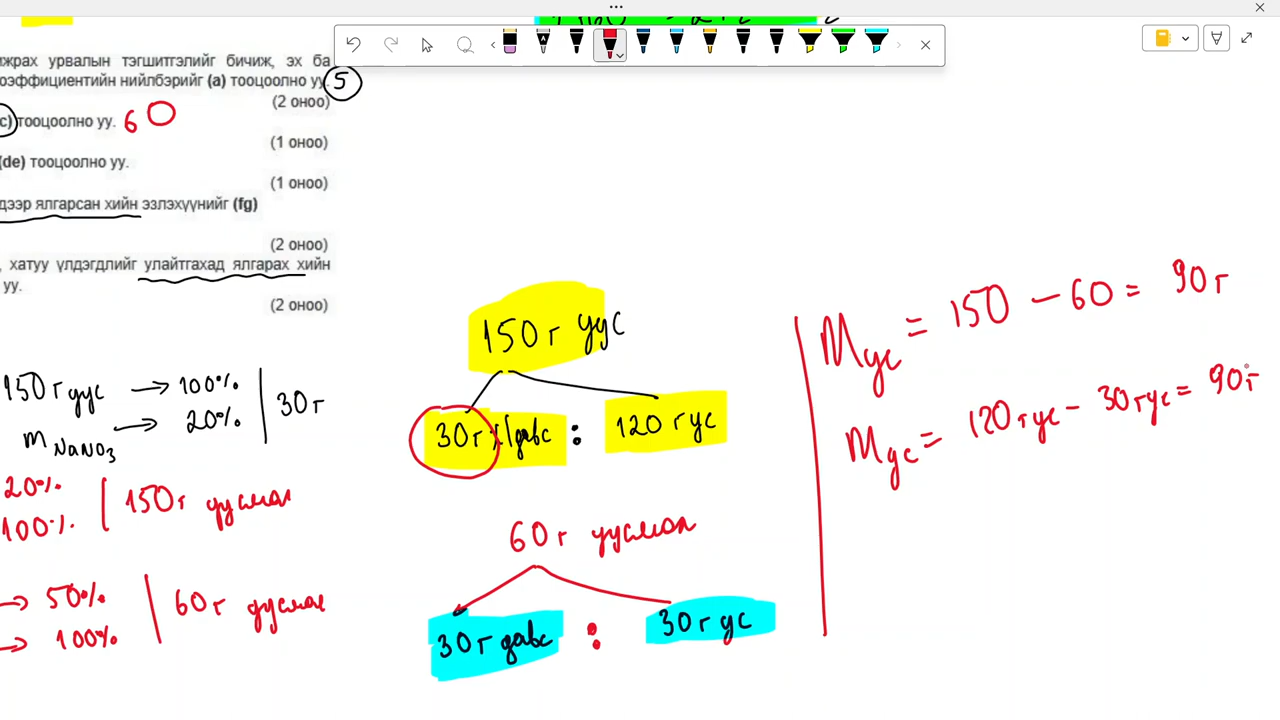 ижрах урвалын тэгшитгэлийг бичиж, эх ба
оэффициентийн нийлбэрийг (a) тооцоолно уу. 5
(2 оноо)
c) тооцоолно уу. 60
(1 оноо)
(de) тооцоолно уу.
(1 оноо)
дээр ялгарсан хийн эзлэхүүнийг (fg)
(2 оноо)
, хатуу үлдэгдлийг улайтгахад ялгарах хийн
уу.
(2 оноо)
150г уус → 100% | 30г
m NaNO3 → 20%
20% | 150г уусмал
100%
→ 50% | 60г уусмал
→ 100%
150г уус
30г давс : 120 г ус
60г уусмал
30г давс : 30г ус
Mус = 150 – 60 = 90г
Mус = 120г ус – 30г ус = 90г